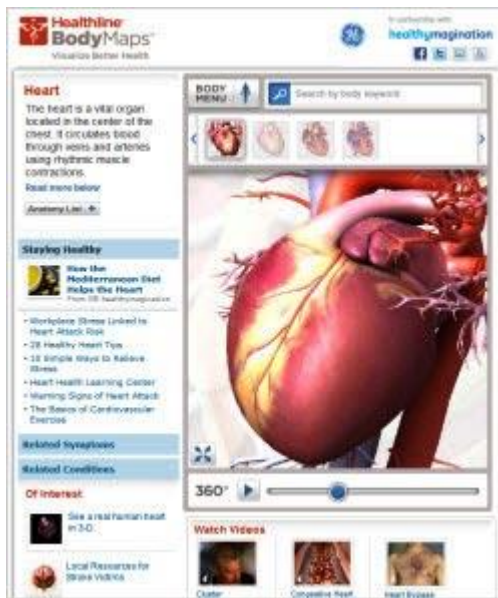 Healthline
BodyMaps
Visualize Better Health
In partnership with
healthymagination
Heart
The heart is a vital organ
located in the center of the
chest. It circulates blood
through veins and arteries
using rhythmic muscle
contractions.
Read more below
Anatomy List +
BODY
MENU
Search by body keyword
Staying Healthy
How the
Mediterranean Diet
Helps the Heart
From GE healthymagination
• Workplace Stress Linked to
Heart Attack Risk
• 28 Healthy Heart Tips
• 10 Simple Ways to Relieve
Stress
• Heart Health Learning Center
• Warning Signs of Heart Attack
• The Basics of Cardiovascular
Exercise
Related Symptoms
Related Conditions
360°
Of Interest
See a real human heart
in 3-D
Local Resources for
Stroke Victims
Watch Videos
Cluster
Congestive Heart
Heart Bypass